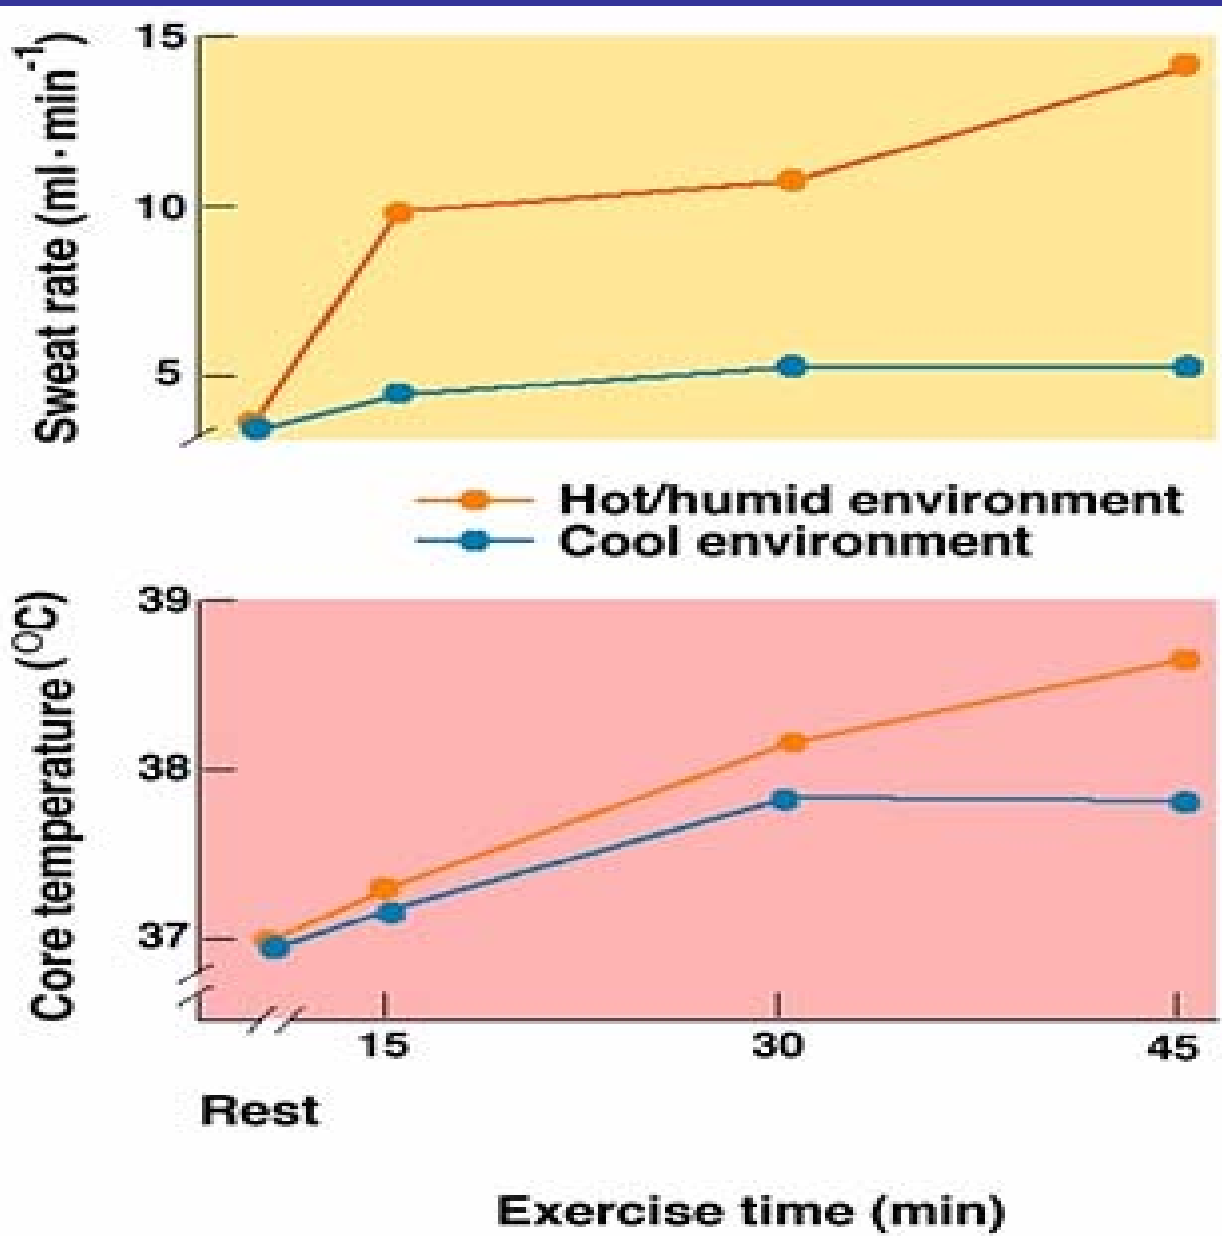 15
10
5
Sweat rate (ml · min⁻¹)
Hot/humid environment
Cool environment
39
38
37
Core temperature (°C)
15 30 45
Rest
Exercise time (min)